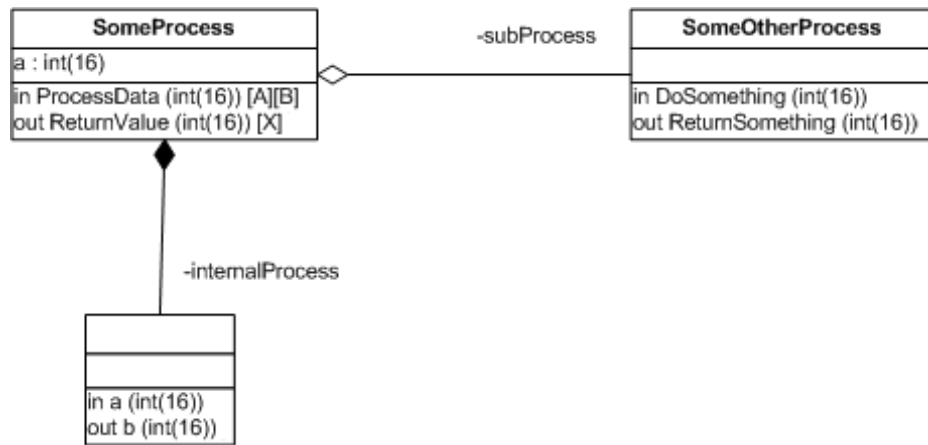 SomeProcess
a : int(16)
in ProcessData (int(16)) [A][B]
out ReturnValue (int(16)) [X]
-subProcess
SomeOtherProcess
in DoSomething (int(16))
out ReturnSomething (int(16))
-internalProcess
in a (int(16))
out b (int(16))